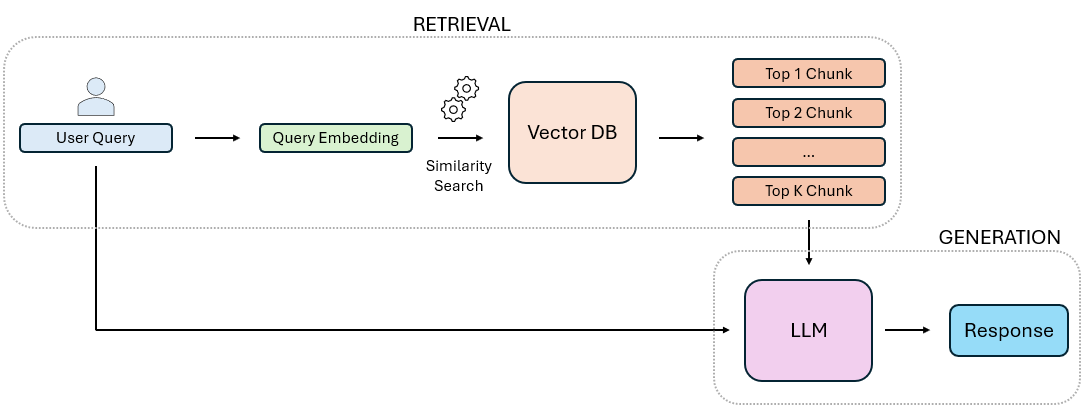 RETRIEVAL
User Query
Query Embedding
Similarity
Search
Vector DB
Top 1 Chunk
Top 2 Chunk
...
Top K Chunk
GENERATION
LLM
Response